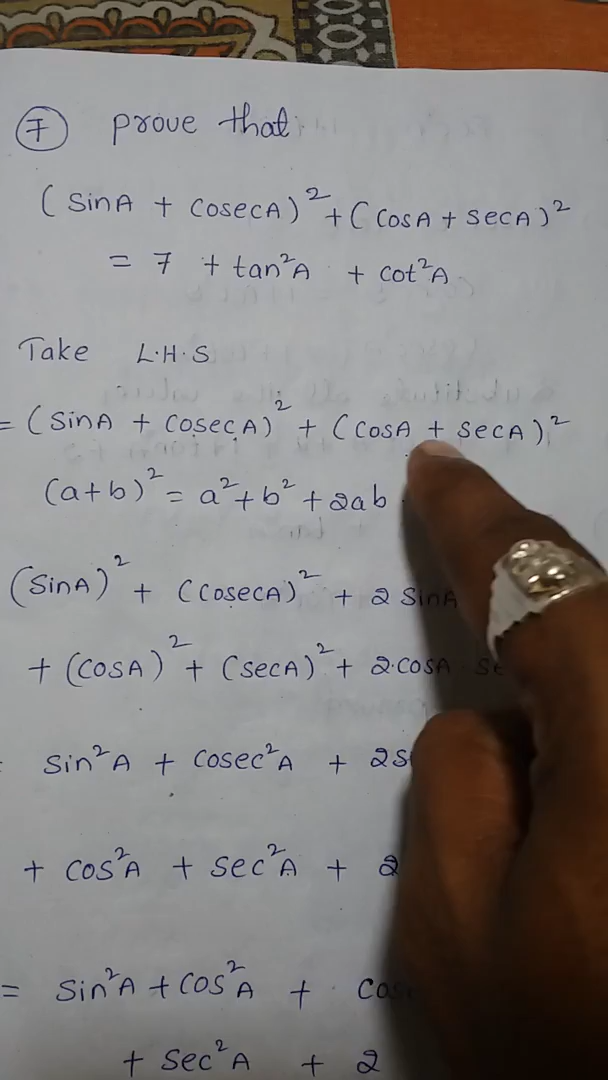 7 prove that
(sinA + cosecA)² + (cosA + secA)²
= 7 + tan²A + cot²A
Take L.H.S
= (sinA + cosecA)² + (cosA + secA)²
(a+b)² = a² + b² + 2ab
(sinA)² + (cosecA)² + 2 sinA
+ (cosA)² + (secA)² + 2·cosA
sin²A + cosec²A + 2
+ cos²A + sec²A + 2
= sin²A + cos²A +
+ sec²A + 2